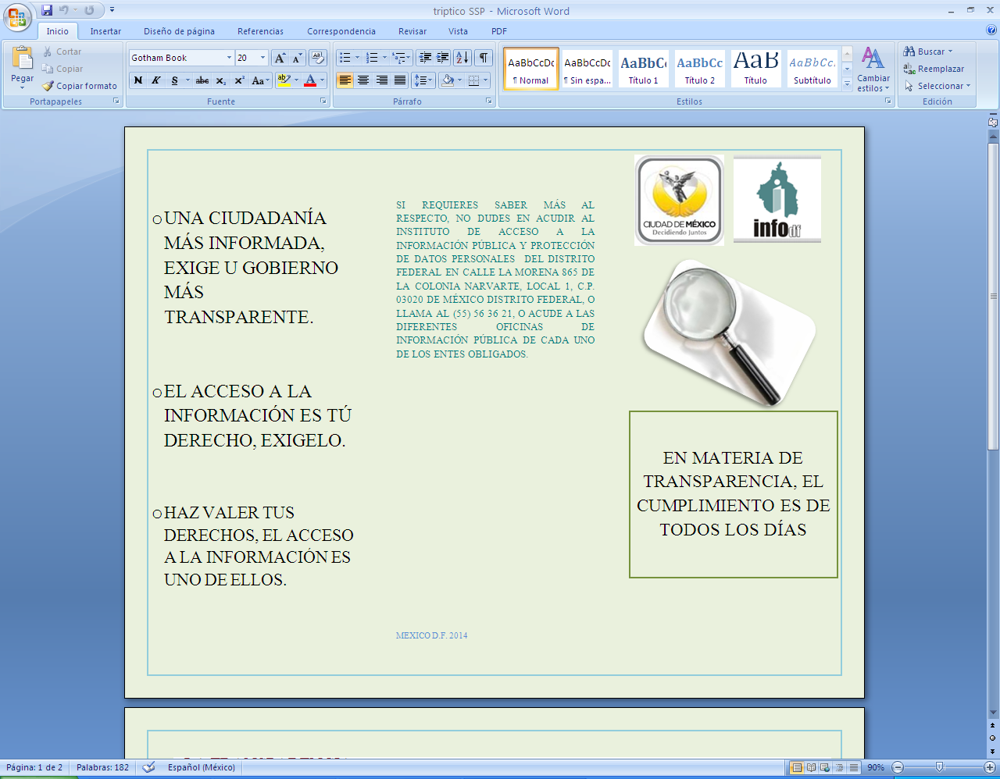 triptico SSP - Microsoft Word
Inicio
Insertar
Diseño de página
Referencias
Correspondencia
Revisar
Vista
PDF
Pegar
Cortar
Copiar
Copiar formato
Portapapeles
Gotham Book
20
N K S abc x₂ x² Aa
Fuente
Párrafo
AaBbCcDc
¶ Normal
AaBbCcDc
¶ Sin espa...
AaBbC
Título 1
AaBbCc
Título 2
AaB
Título
AaBbCc.
Subtítulo
Cambiar
estilos
Estilos
Buscar
Reemplazar
Seleccionar
Edición
UNA CIUDADANÍA
MÁS INFORMADA,
EXIGE U GOBIERNO
MÁS
TRANSPARENTE.
EL ACCESO A LA
INFORMACIÓN ES TÚ
DERECHO, EXIGELO.
HAZ VALER TUS
DERECHOS, EL ACCESO
A LA INFORMACIÓN ES
UNO DE ELLOS.
SI REQUIERES SABER MÁS AL
RESPECTO, NO DUDES EN ACUDIR AL
INSTITUTO DE ACCESO A LA
INFORMACIÓN PÚBLICA Y PROTECCIÓN
DE DATOS PERSONALES DEL DISTRITO
FEDERAL EN CALLE LA MORENA 865 DE
LA COLONIA NARVARTE, LOCAL 1, C.P.
03020 DE MÉXICO DISTRITO FEDERAL, O
LLAMA AL (55) 56 36 21, O ACUDE A LAS
DIFERENTES OFICINAS DE
INFORMACIÓN PÚBLICA DE CADA UNO
DE LOS ENTES OBLIGADOS.
MEXICO D.F. 2014
CIUDAD DE MÉXICO
Decidiendo Juntos
info df
EN MATERIA DE
TRANSPARENCIA, EL
CUMPLIMIENTO ES DE
TODOS LOS DÍAS
Página: 1 de 2
Palabras: 182
Español (México)
90%